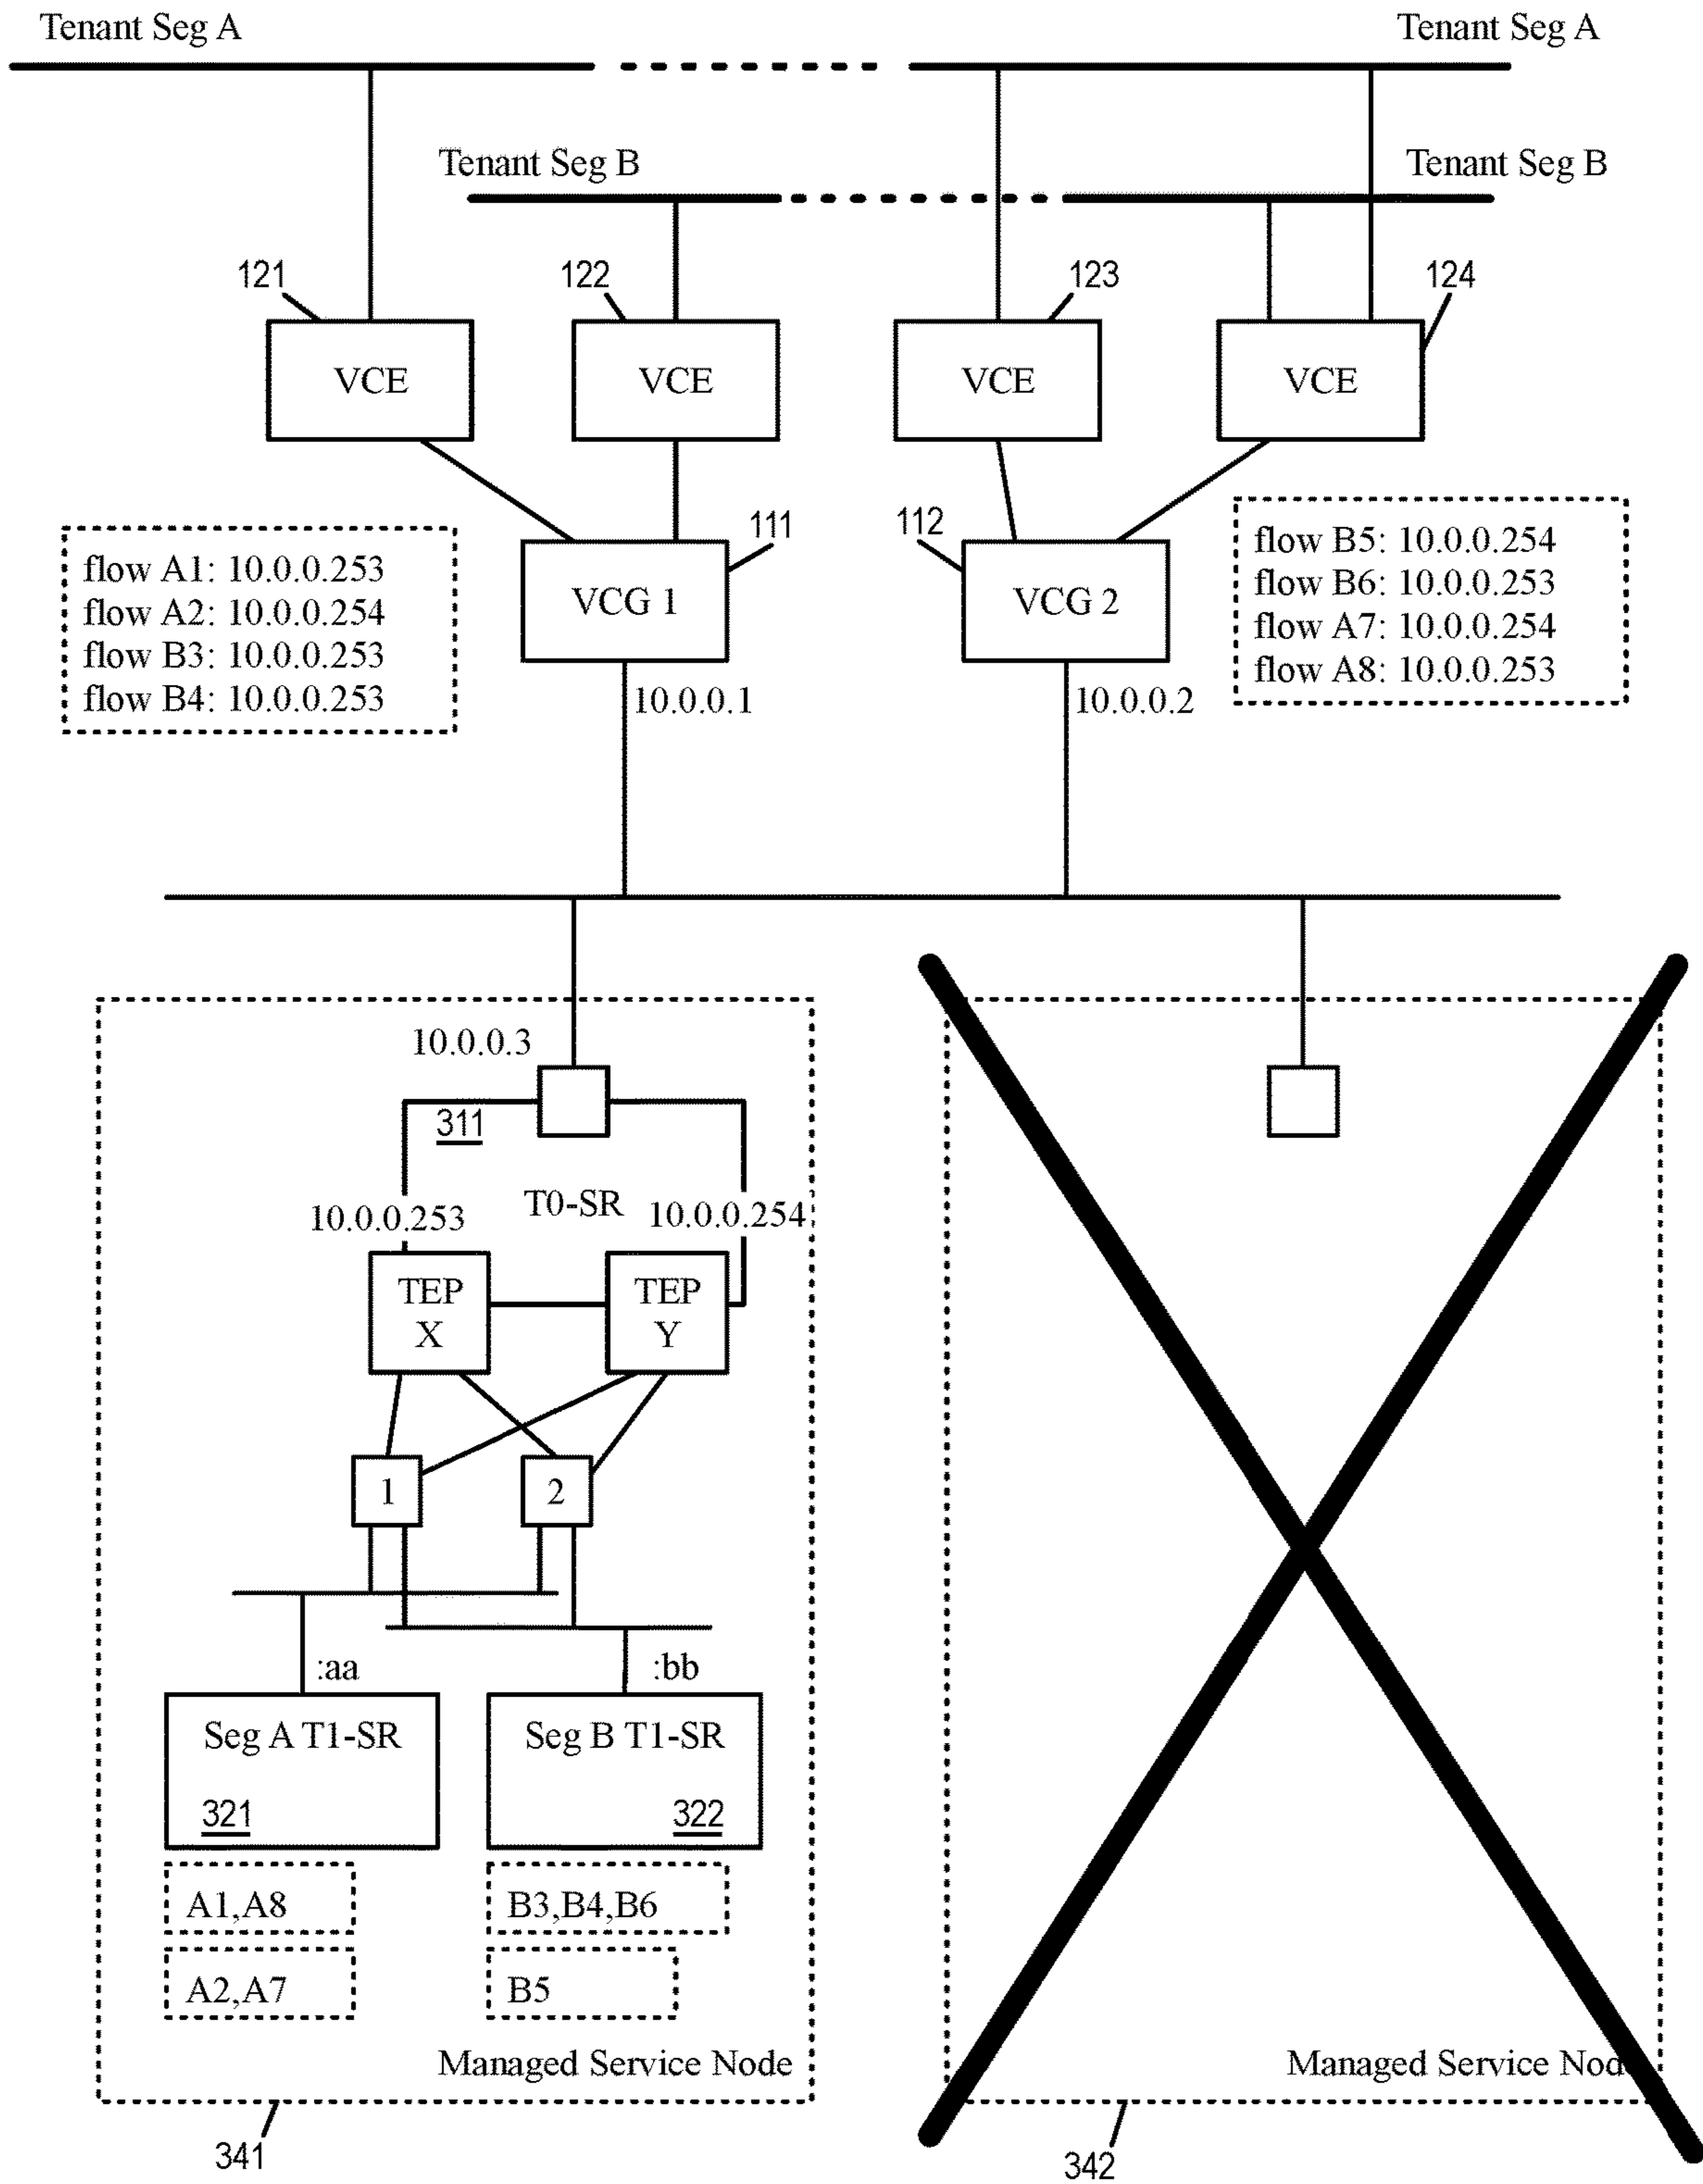 Tenant Seg A
Tenant Seg A
Tenant Seg B
Tenant Seg B
121
122
123
124
VCE
VCE
VCE
VCE
111
112
flow A1: 10.0.0.253
flow A2: 10.0.0.254
flow B3: 10.0.0.253
flow B4: 10.0.0.253
VCG 1
VCG 2
flow B5: 10.0.0.254
flow B6: 10.0.0.253
flow A7: 10.0.0.254
flow A8: 10.0.0.253
10.0.0.1
10.0.0.2
10.0.0.3
311
T0-SR
10.0.0.253
10.0.0.254
TEP
X
TEP
Y
1
2
:aa
:bb
Seg A T1-SR
321
Seg B T1-SR
322
A1,A8
B3,B4,B6
A2,A7
B5
Managed Service Node
Managed Service Node
341
342